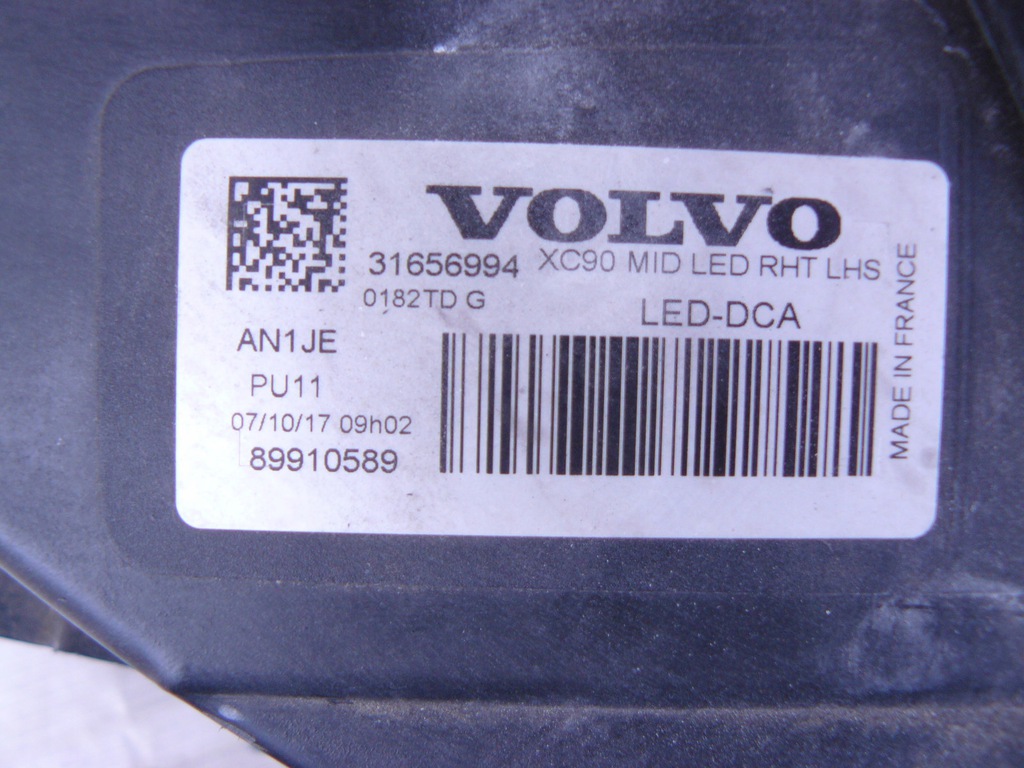 VOLVO
31656994 XC90 MID LED RHT LHS
0182TD G
LED-DCA
AN1JE
PU11
07/10/17 09h02
89910589
MADE IN FRANCE